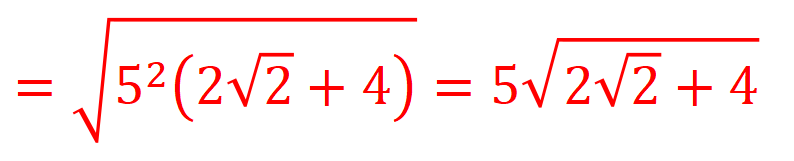 = √(5²(2√2 + 4)) = 5√(2√2 + 4)